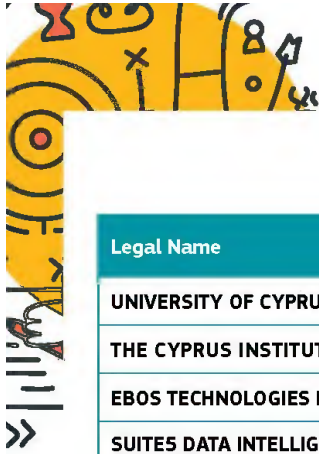 Legal Name
UNIVERSITY OF CYPRU
THE CYPRUS INSTITUT
EBOS TECHNOLOGIES
SUITE5 DATA INTELLIG